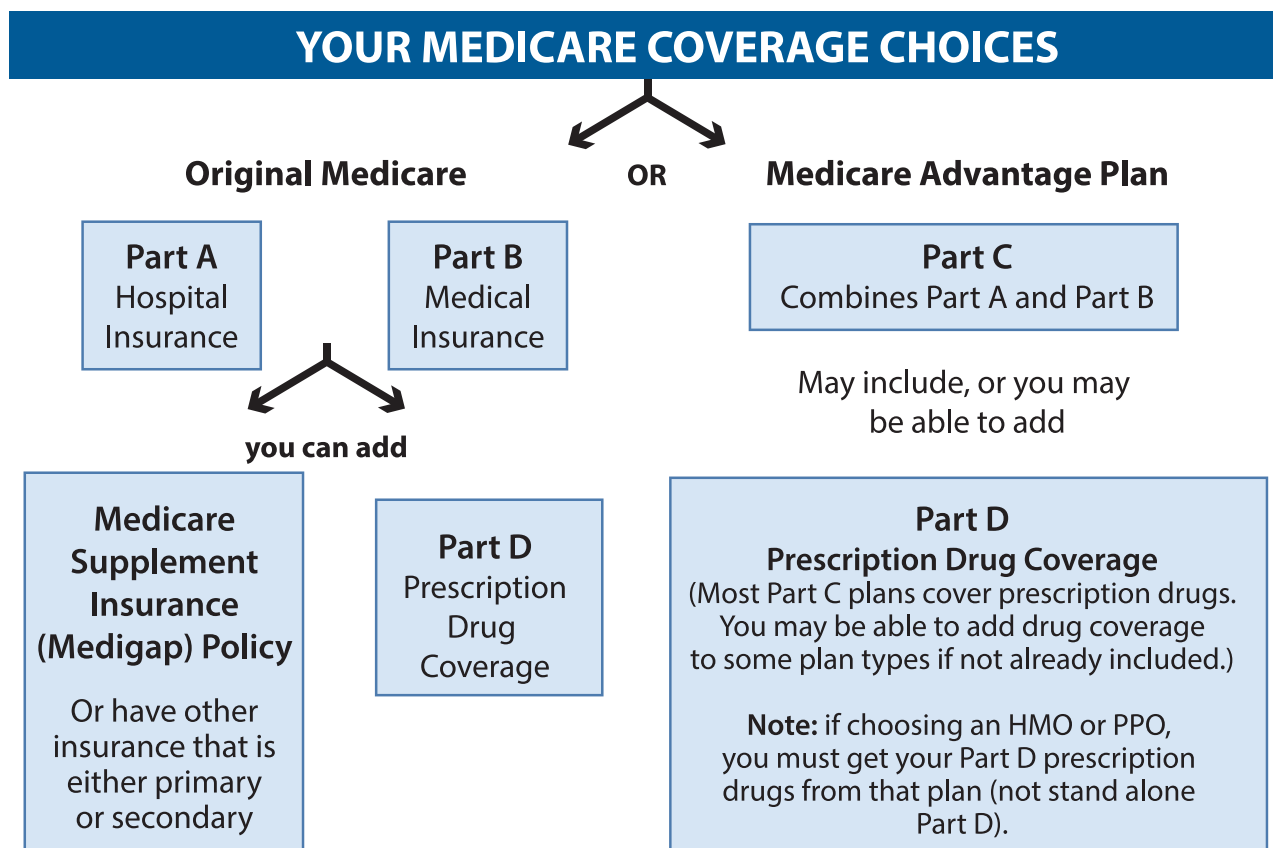 YOUR MEDICARE COVERAGE CHOICES
Original Medicare
OR
Medicare Advantage Plan
Part A
Hospital
Insurance
Part B
Medical
Insurance
you can add
Medicare
Supplement
Insurance
(Medigap) Policy
Or have other
insurance that is
either primary
or secondary
Part D
Prescription
Drug
Coverage
Part C
Combines Part A and Part B
May include, or you may
be able to add
Part D
Prescription Drug Coverage
(Most Part C plans cover prescription drugs.
You may be able to add drug coverage
to some plan types if not already included.)
Note: if choosing an HMO or PPO,
you must get your Part D prescription
drugs from that plan (not stand alone
Part D).